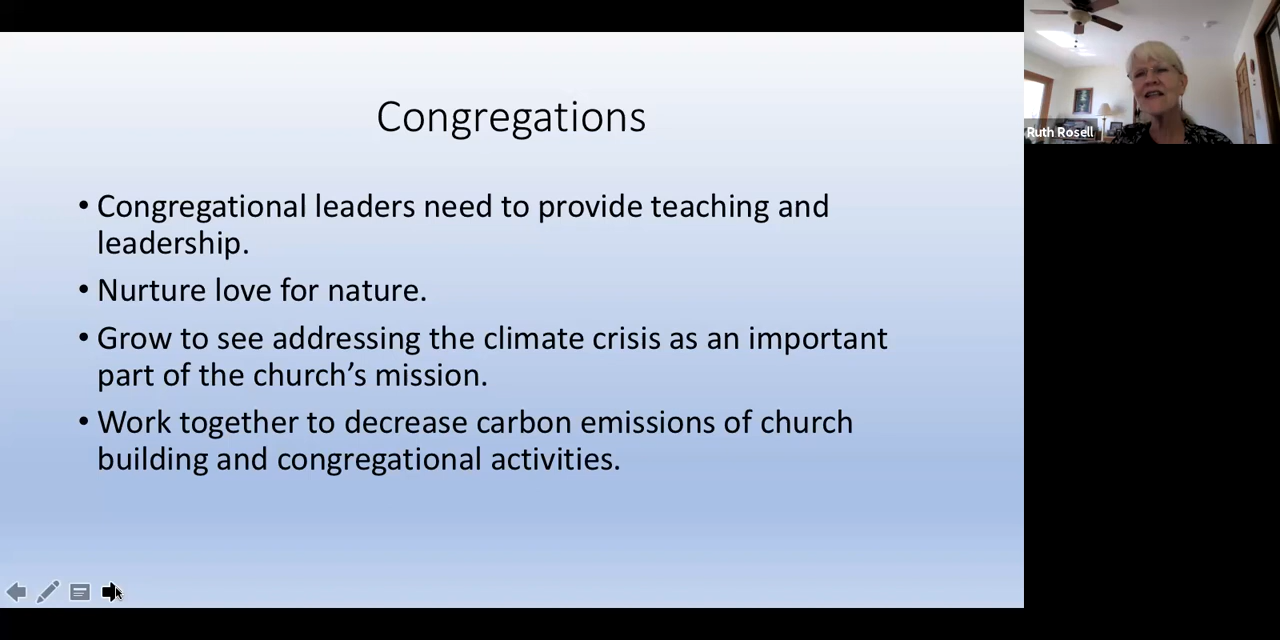 Congregations
• Congregational leaders need to provide teaching and
leadership.
• Nurture love for nature.
• Grow to see addressing the climate crisis as an important
part of the church’s mission.
• Work together to decrease carbon emissions of church
building and congregational activities.
Ruth Rosell